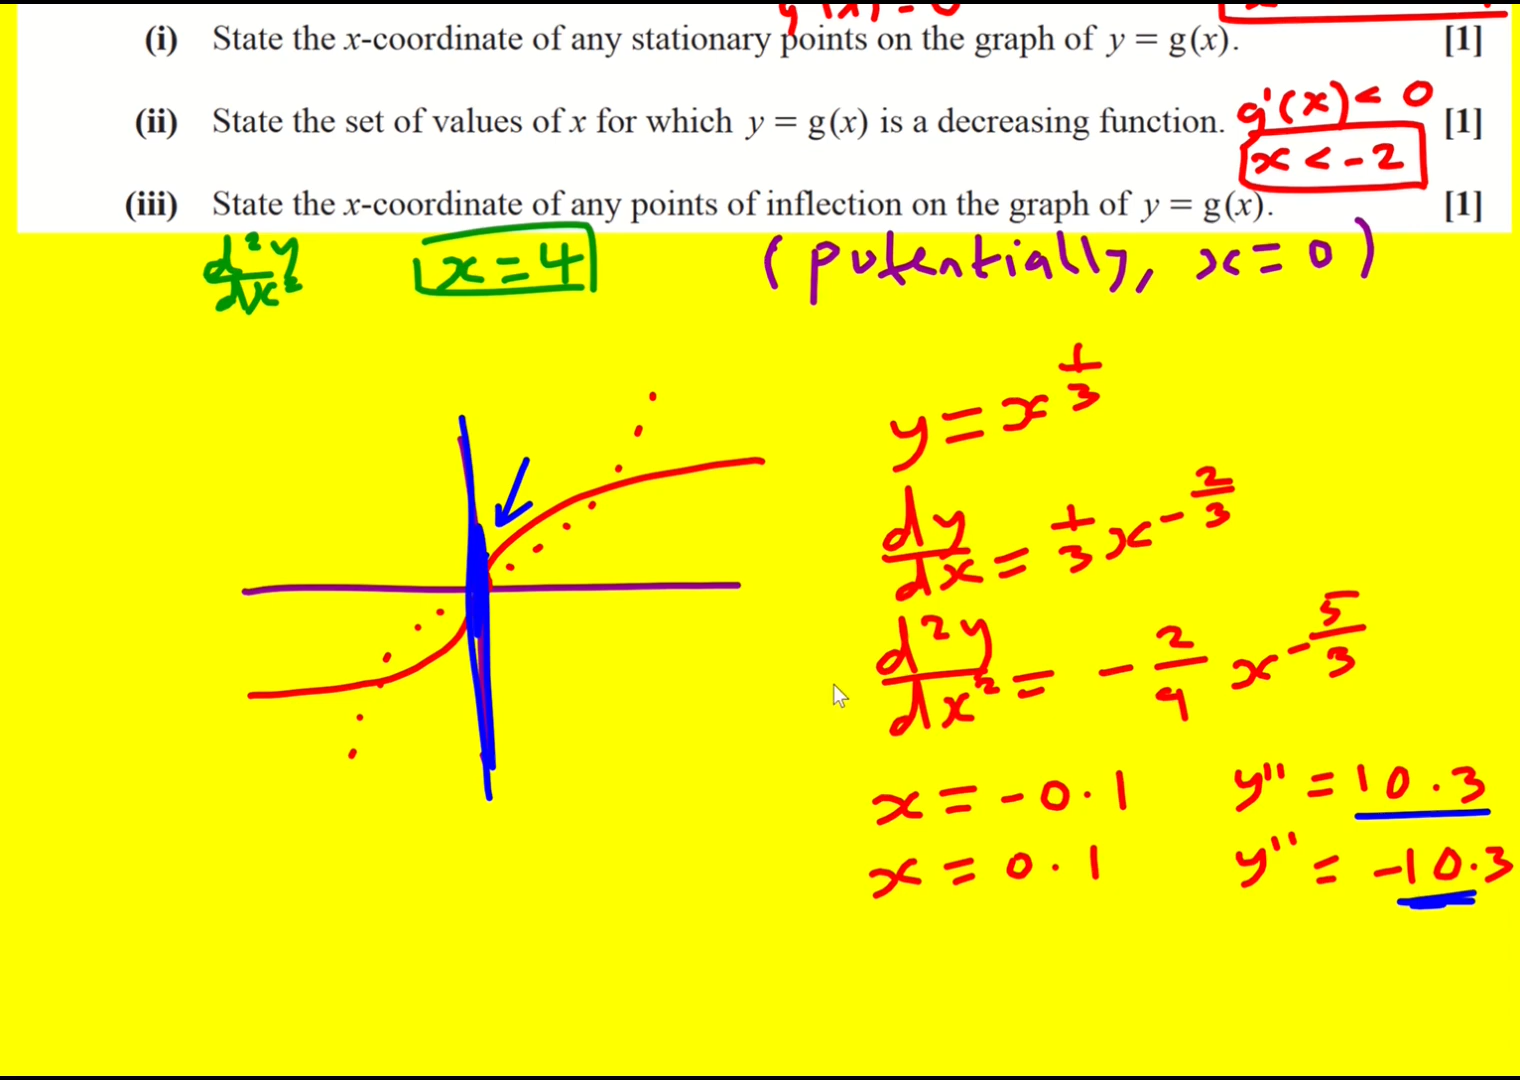 y'(x) = 0
(i) State the x-coordinate of any stationary points on the graph of y = g(x). [1]
(ii) State the set of values of x for which y = g(x) is a decreasing function. [1]
g'(x) < 0
x < -2
(iii) State the x-coordinate of any points of inflection on the graph of y = g(x). [1]
d²y/dx² x = 4 (potentially, x = 0)
y = x^(1/3)
dy/dx = 1/3 x^(-2/3)
d²y/dx² = - 2/9 x^(-5/3)
x = -0.1 y'' = 10.3
x = 0.1 y'' = -10.3